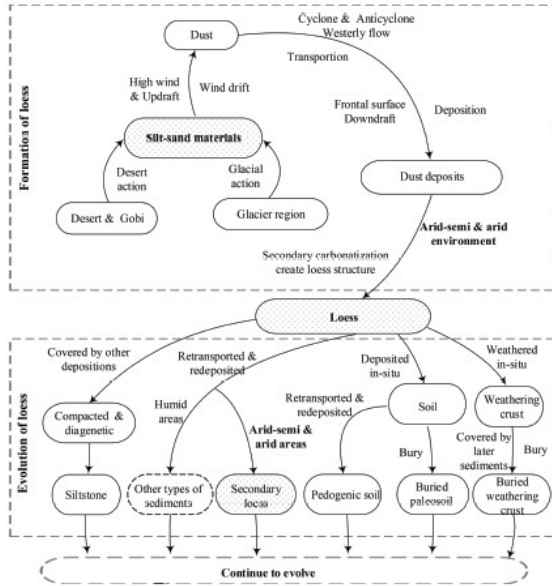 Cyclone & Anticyclone
Westerly flow
Dust
Transportion
High wind
& Updraft
Wind drift
Frontal surface
Downdraft
Deposition
Silt-sand materials
Desert
action
Glacial
action
Dust deposits
Desert & Gobi
Glacier region
Arid-semi & arid
environment
Secondary carbonatization
create loess structure
Formation of loess
Loess
Covered by other
depositions
Retransported &
redeposited
Deposited
in-situ
Weathered
in-situ
Compacted &
diagenetic
Humid
areas
Arid-semi &
arid areas
Retransported &
redeposited
Soil
Weathering
crust
Bury
Covered by
later
sediments
Bury
Siltstone
Other types of
sediments
Secondary
Pedogenic soil
Buried
paleosoil
Buried
weathering
crust
Evolution of loess
Continue to evolve